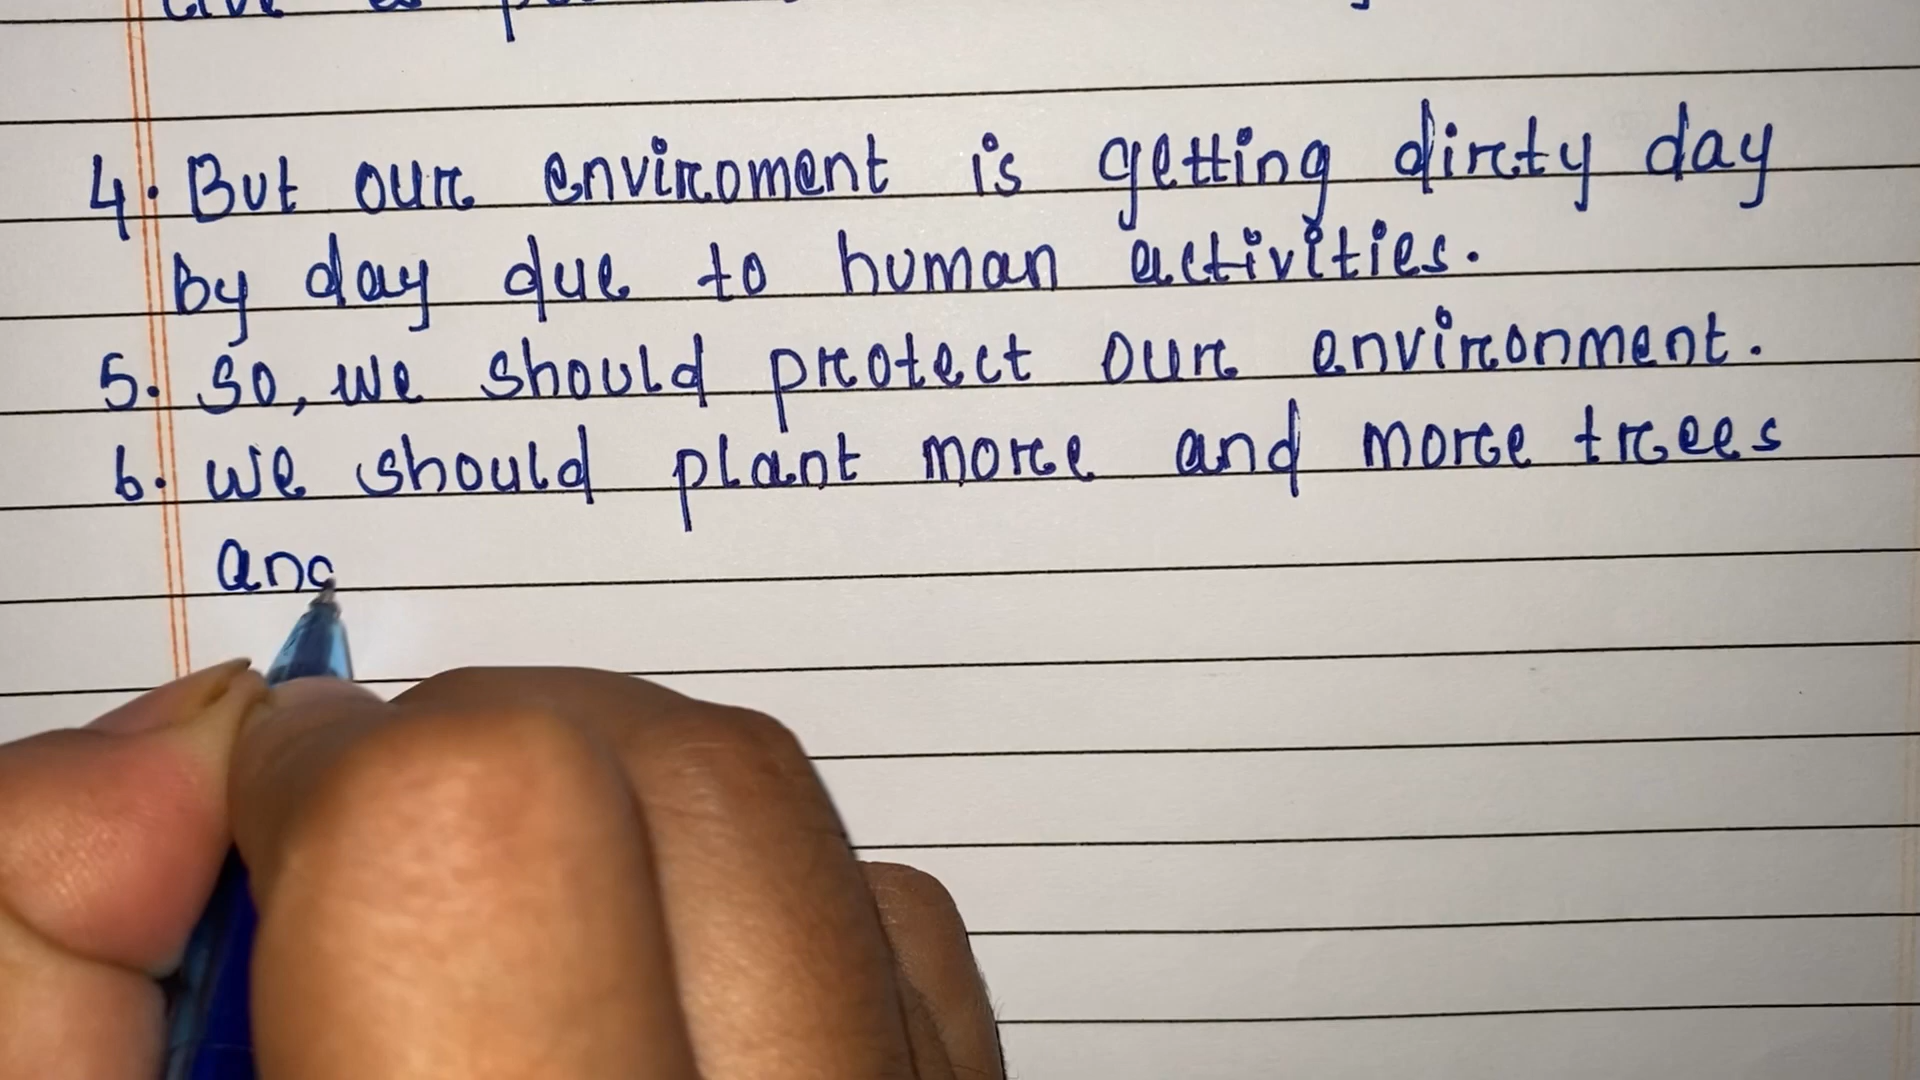 4. But our enviroment is getting dirty day
by day due to human activities.
5. So, we should protect our environment.
6. we should plant more and more trees